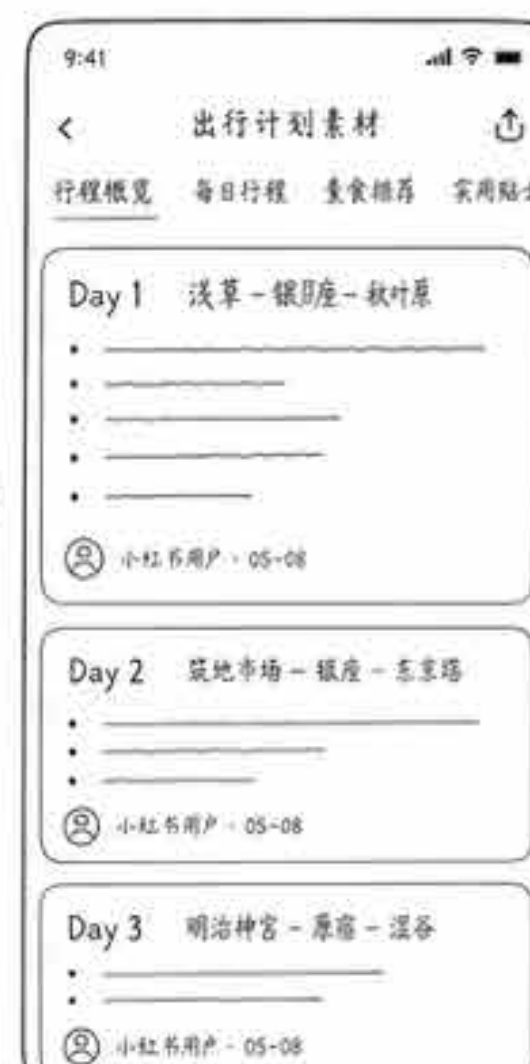 9:41
出行计划素材
行程概览 每日行程 素食推荐 实用贴士
Day 1 浅草-银座-秋叶原
小红书用户 · 05-08
Day 2 筑地市场-银座-东京塔
小红书用户 · 05-08
Day 3 明治神宫-原宿-涩谷
小红书用户 - 05-08